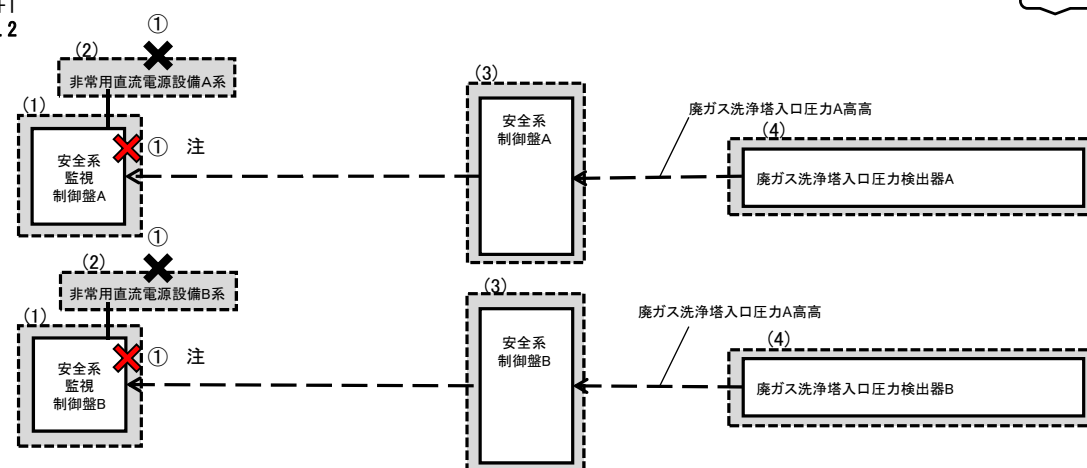 .2
①
(2)
非常用直流電源設備A系
(1)
① 注
安全系
監視
制御盤A
(3)
安全系
制御盤A
廃ガス洗浄塔入口圧力A高高
(4)
廃ガス洗浄塔入口圧力検出器A
①
(2)
非常用直流電源設備B系
(1)
① 注
安全系
監視
制御盤B
(3)
安全系
制御盤B
廃ガス洗浄塔入口圧力A高高
(4)
廃ガス洗浄塔入口圧力検出器B